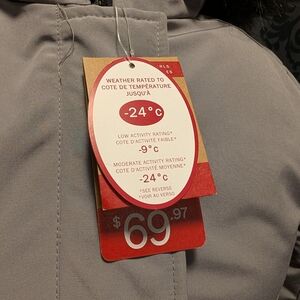 WEATHER RATED TO
COTE DE TEMPÉRATURE
JUSQU'À
-24°c
LOW ACTIVITY RATING*
COTE D'ACTIVITÉ FAIBLE*
-9°c
MODERATE ACTIVITY RATING*
COTE D'ACTIVITÉ MOYENNE*
-24°c
*SEE REVERSE
*VOIR AU VERSO
$69.97